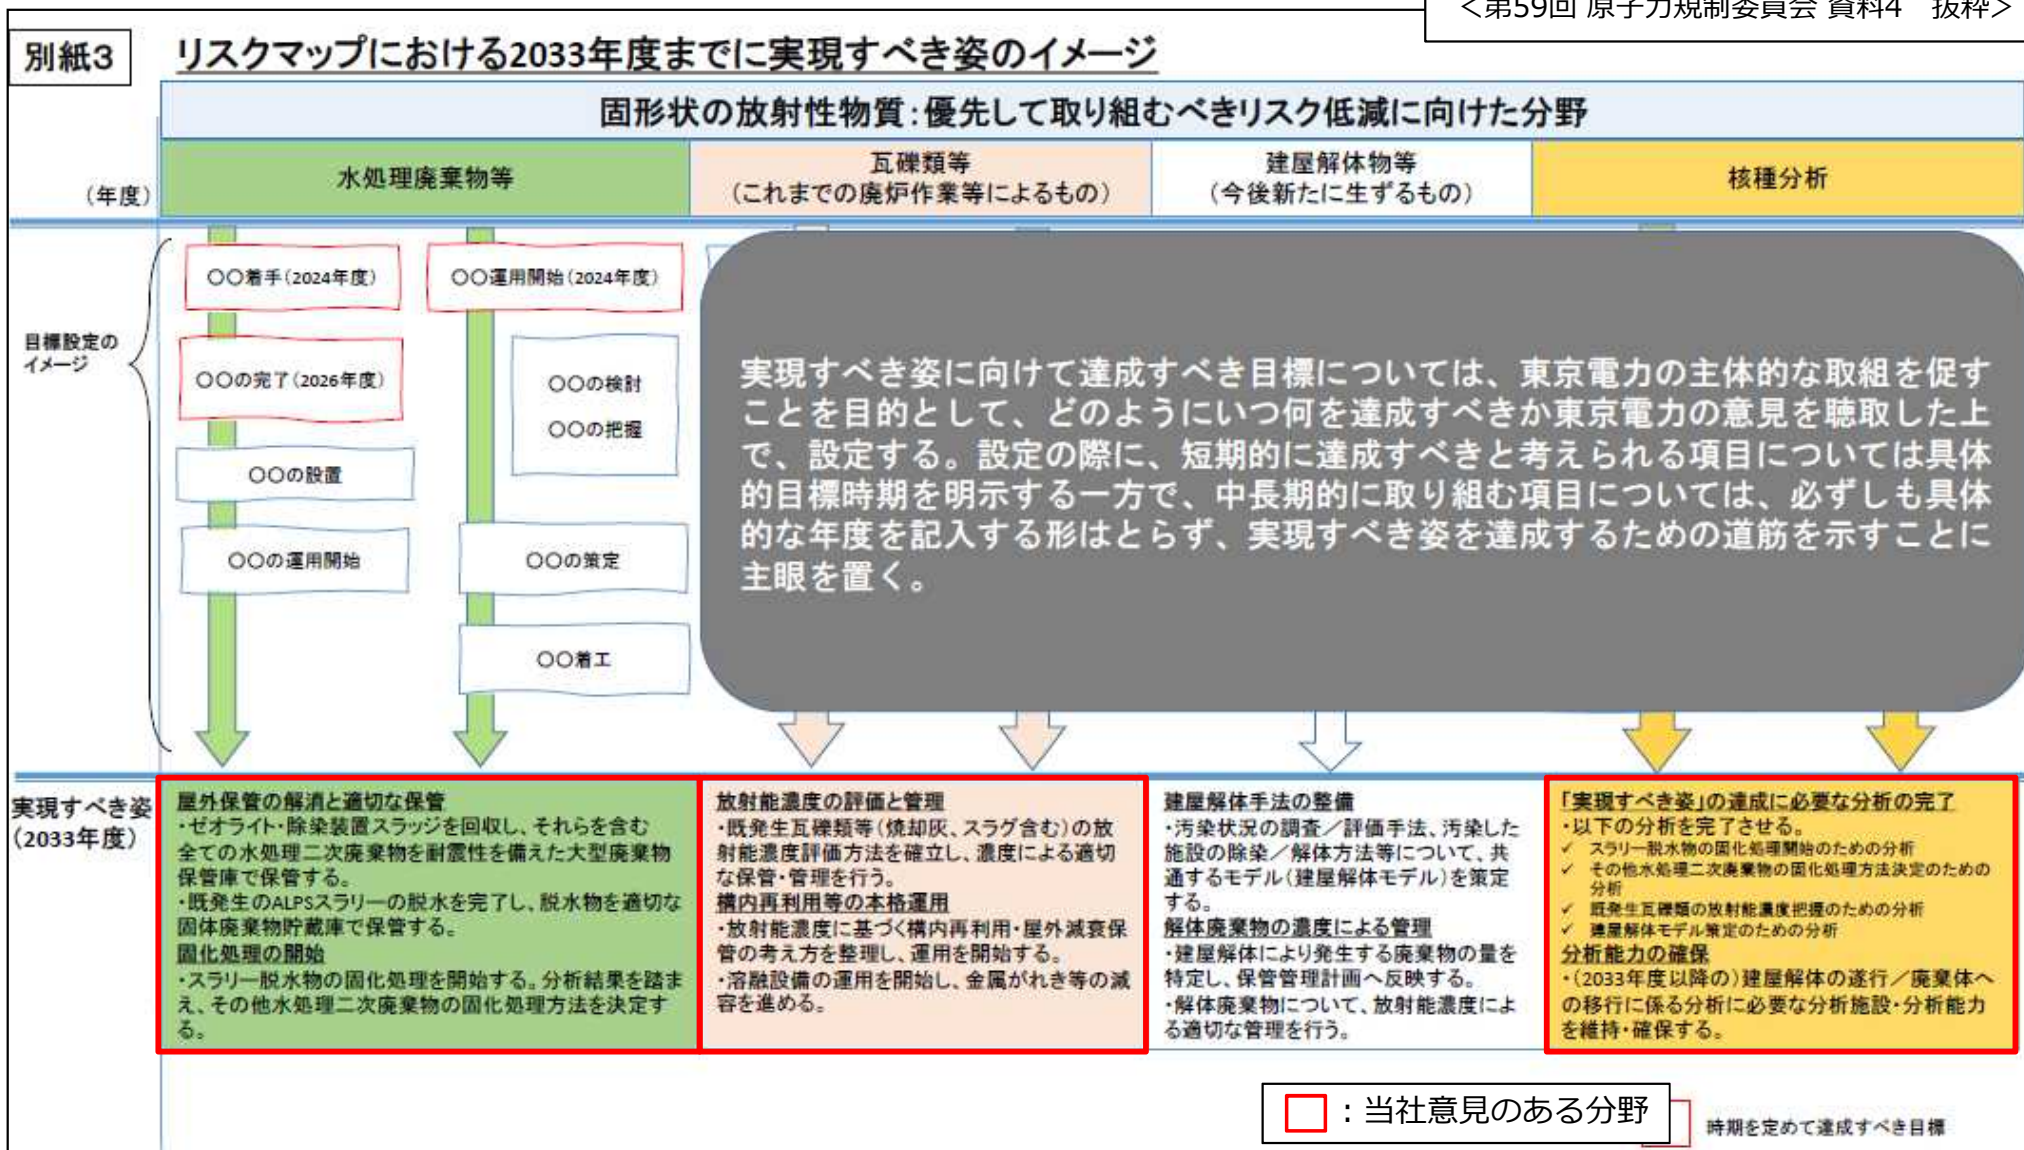 <第59回 原子力規制委員会 資料4 抜粋>
別紙3
リスクマップにおける2033年度までに実現すべき姿のイメージ
固形状の放射性物質：優先して取り組むべきリスク低減に向けた分野
(年度)
水処理廃棄物等
瓦礫類等
(これまでの廃炉作業等によるもの)
建屋解体物等
(今後新たに生ずるもの)
核種分析
目標設定の
イメージ
〇〇着手(2024年度)
〇〇の完了(2026年度)
〇〇の設置
〇〇の運用開始
〇〇運用開始(2024年度)
〇〇の検討
〇〇の把握
〇〇の策定
〇〇着工
実現すべき姿に向けて達成すべき目標については、東京電力の主体的な取組を促す
ことを目的として、どのようにいつ何を達成すべきか東京電力の意見を聴取した上
で、設定する。設定の際に、短期的に達成すべきと考えられる項目については具体
的目標時期を明示する一方で、中長期的に取り組む項目については、必ずしも具体
的な年度を記入する形はとらず、実現すべき姿を達成するための道筋を示すことに
主眼を置く。
実現すべき姿
(2033年度)
屋外保管の解消と適切な保管
・ゼオライト・除染装置スラッジを回収し、それらを含む
全ての水処理二次廃棄物を耐震性を備えた大型廃棄物
保管庫で保管する。
・既発生のALPSスラリーの脱水を完了し、脱水物を適切な
固体廃棄物貯蔵庫で保管する。
固化処理の開始
・スラリー脱水物の固化処理を開始する。分析結果を踏ま
え、その他水処理二次廃棄物の固化処理方法を決定す
る。
放射能濃度の評価と管理
・既発生瓦礫類等(焼却灰、スラグ含む)の放
射能濃度評価方法を確立し、濃度による適切
な保管・管理を行う。
構内再利用等の本格運用
・放射能濃度に基づく構内再利用・屋外減衰保
管の考え方を整理し、運用を開始する。
・溶融設備の運用を開始し、金属がれき等の減
容を進める。
建屋解体手法の整備
・汚染状況の調査／評価手法、汚染した
施設の除染／解体方法等について、共
通するモデル(建屋解体モデル)を策定
する。
解体廃棄物の濃度による管理
・建屋解体により発生する廃棄物の量を
特定し、保管管理計画へ反映する。
・解体廃棄物について、放射能濃度によ
る適切な管理を行う。
「実現すべき姿」の達成に必要な分析の完了
・以下の分析を完了させる。
✓ スラリー脱水物の固化処理開始のための分析
✓ その他水処理二次廃棄物の固化処理方法決定のための
分析
✓ 既発生瓦礫類の放射能濃度把握のための分析
✓ 建屋解体モデル策定のための分析
分析能力の確保
・(2033年度以降の)建屋解体の遂行／廃棄体へ
の移行に係る分析に必要な分析施設・分析能力
を維持・確保する。
：当社意見のある分野
時期を定めて達成すべき目標